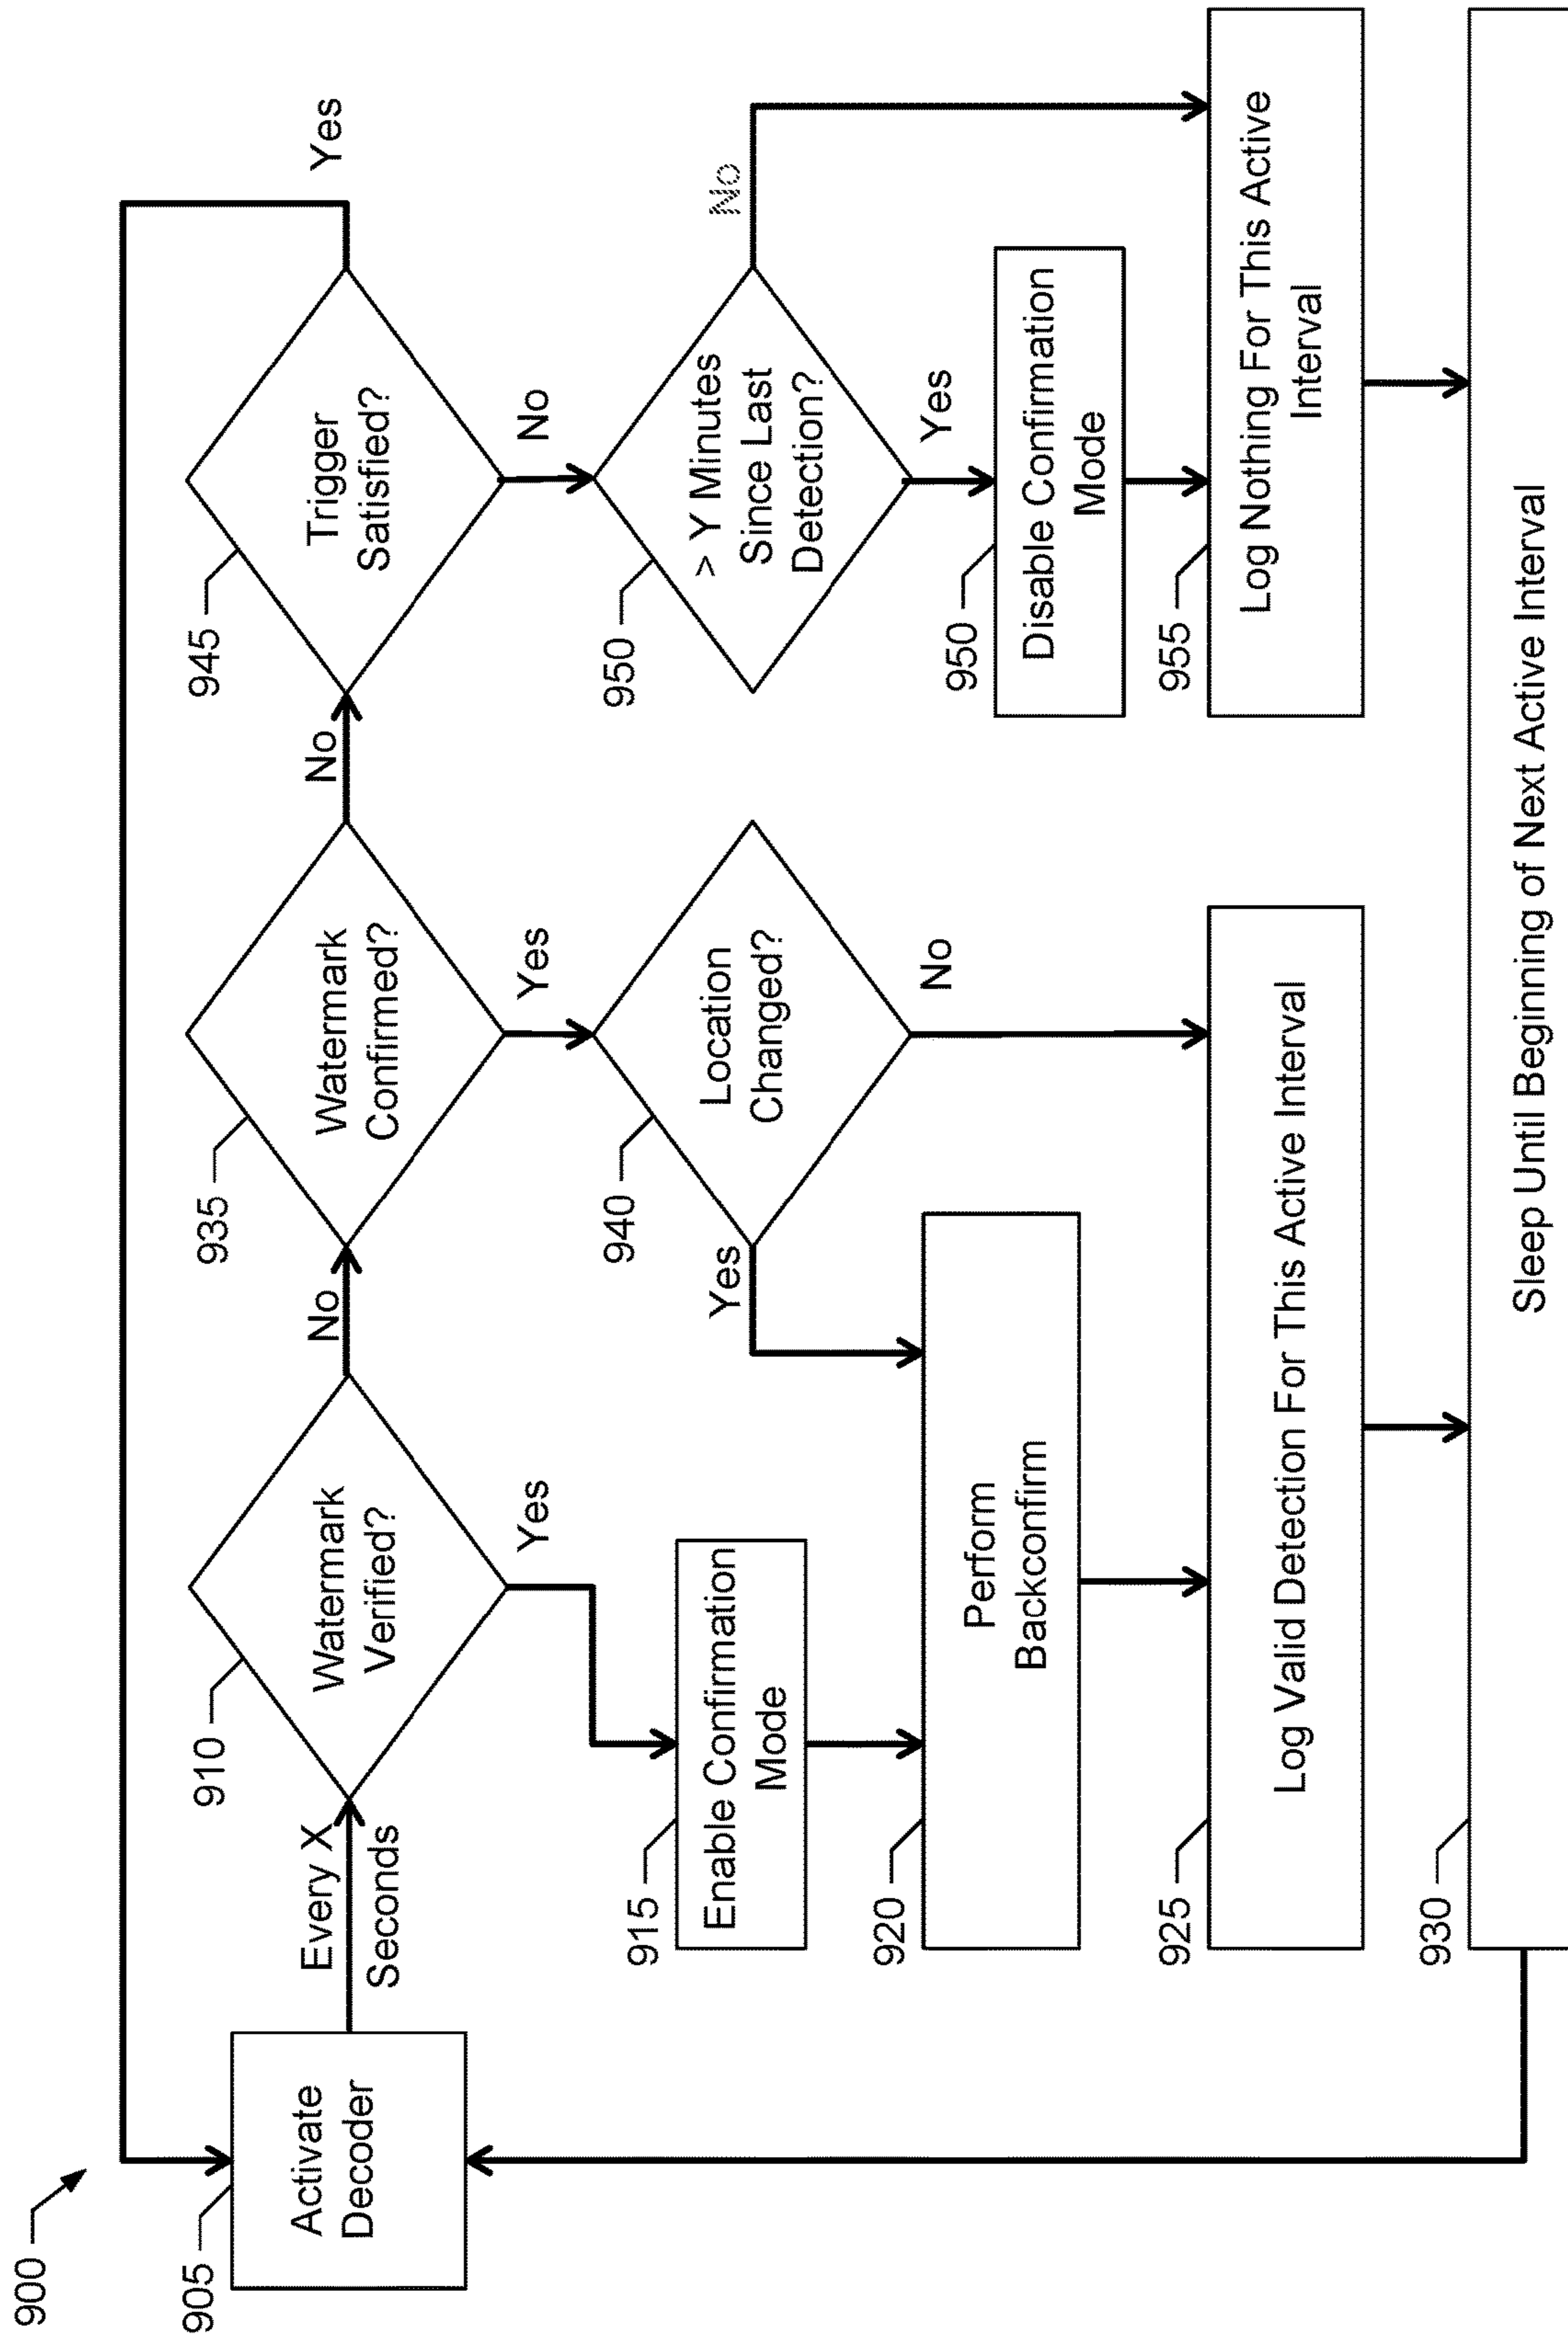 900
905
Activate
Decoder
Every X
Seconds
910
Watermark
Verified?
No
Yes
935
Watermark
Confirmed?
No
Yes
945
Trigger
Satisfied?
Yes
No
915
Enable Confirmation
Mode
940
Location
Changed?
Yes
No
950
> Y Minutes
Since Last
Detection?
No
Yes
920
Perform
Backconfirm
950
Disable Confirmation
Mode
925
Log Valid Detection For This Active Interval
955
Log Nothing For This Active
Interval
930
Sleep Until Beginning of Next Active Interval